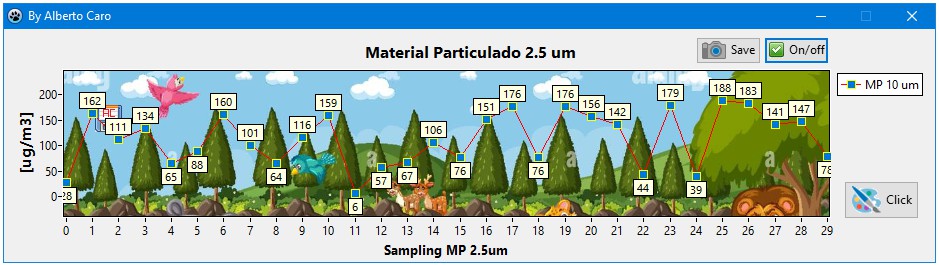 By Alberto Caro
Material Particulado 2.5 um
Save
On/off
[ug/m3]
200
150
100
50
0
28 162 111 134 65 88 160 101 64 116 159 6 57 67 106 76 151 176 76 176 156 142 44 179 39 188 183 141 147 78
MP 10 um
Click
0 1 2 3 4 5 6 7 8 9 10 11 12 13 14 15 16 17 18 19 20 21 22 23 24 25 26 27 28 29
Sampling MP 2.5um